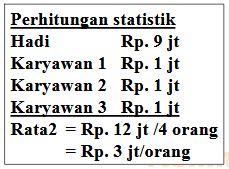 Perhitungan statistik
Hadi Rp. 9 jt
Karyawan 1 Rp. 1 jt
Karyawan 2 Rp. 1 jt
Karyawan 3 Rp. 1 jt
Rata2 = Rp. 12 jt /4 orang
= Rp. 3 jt/orang